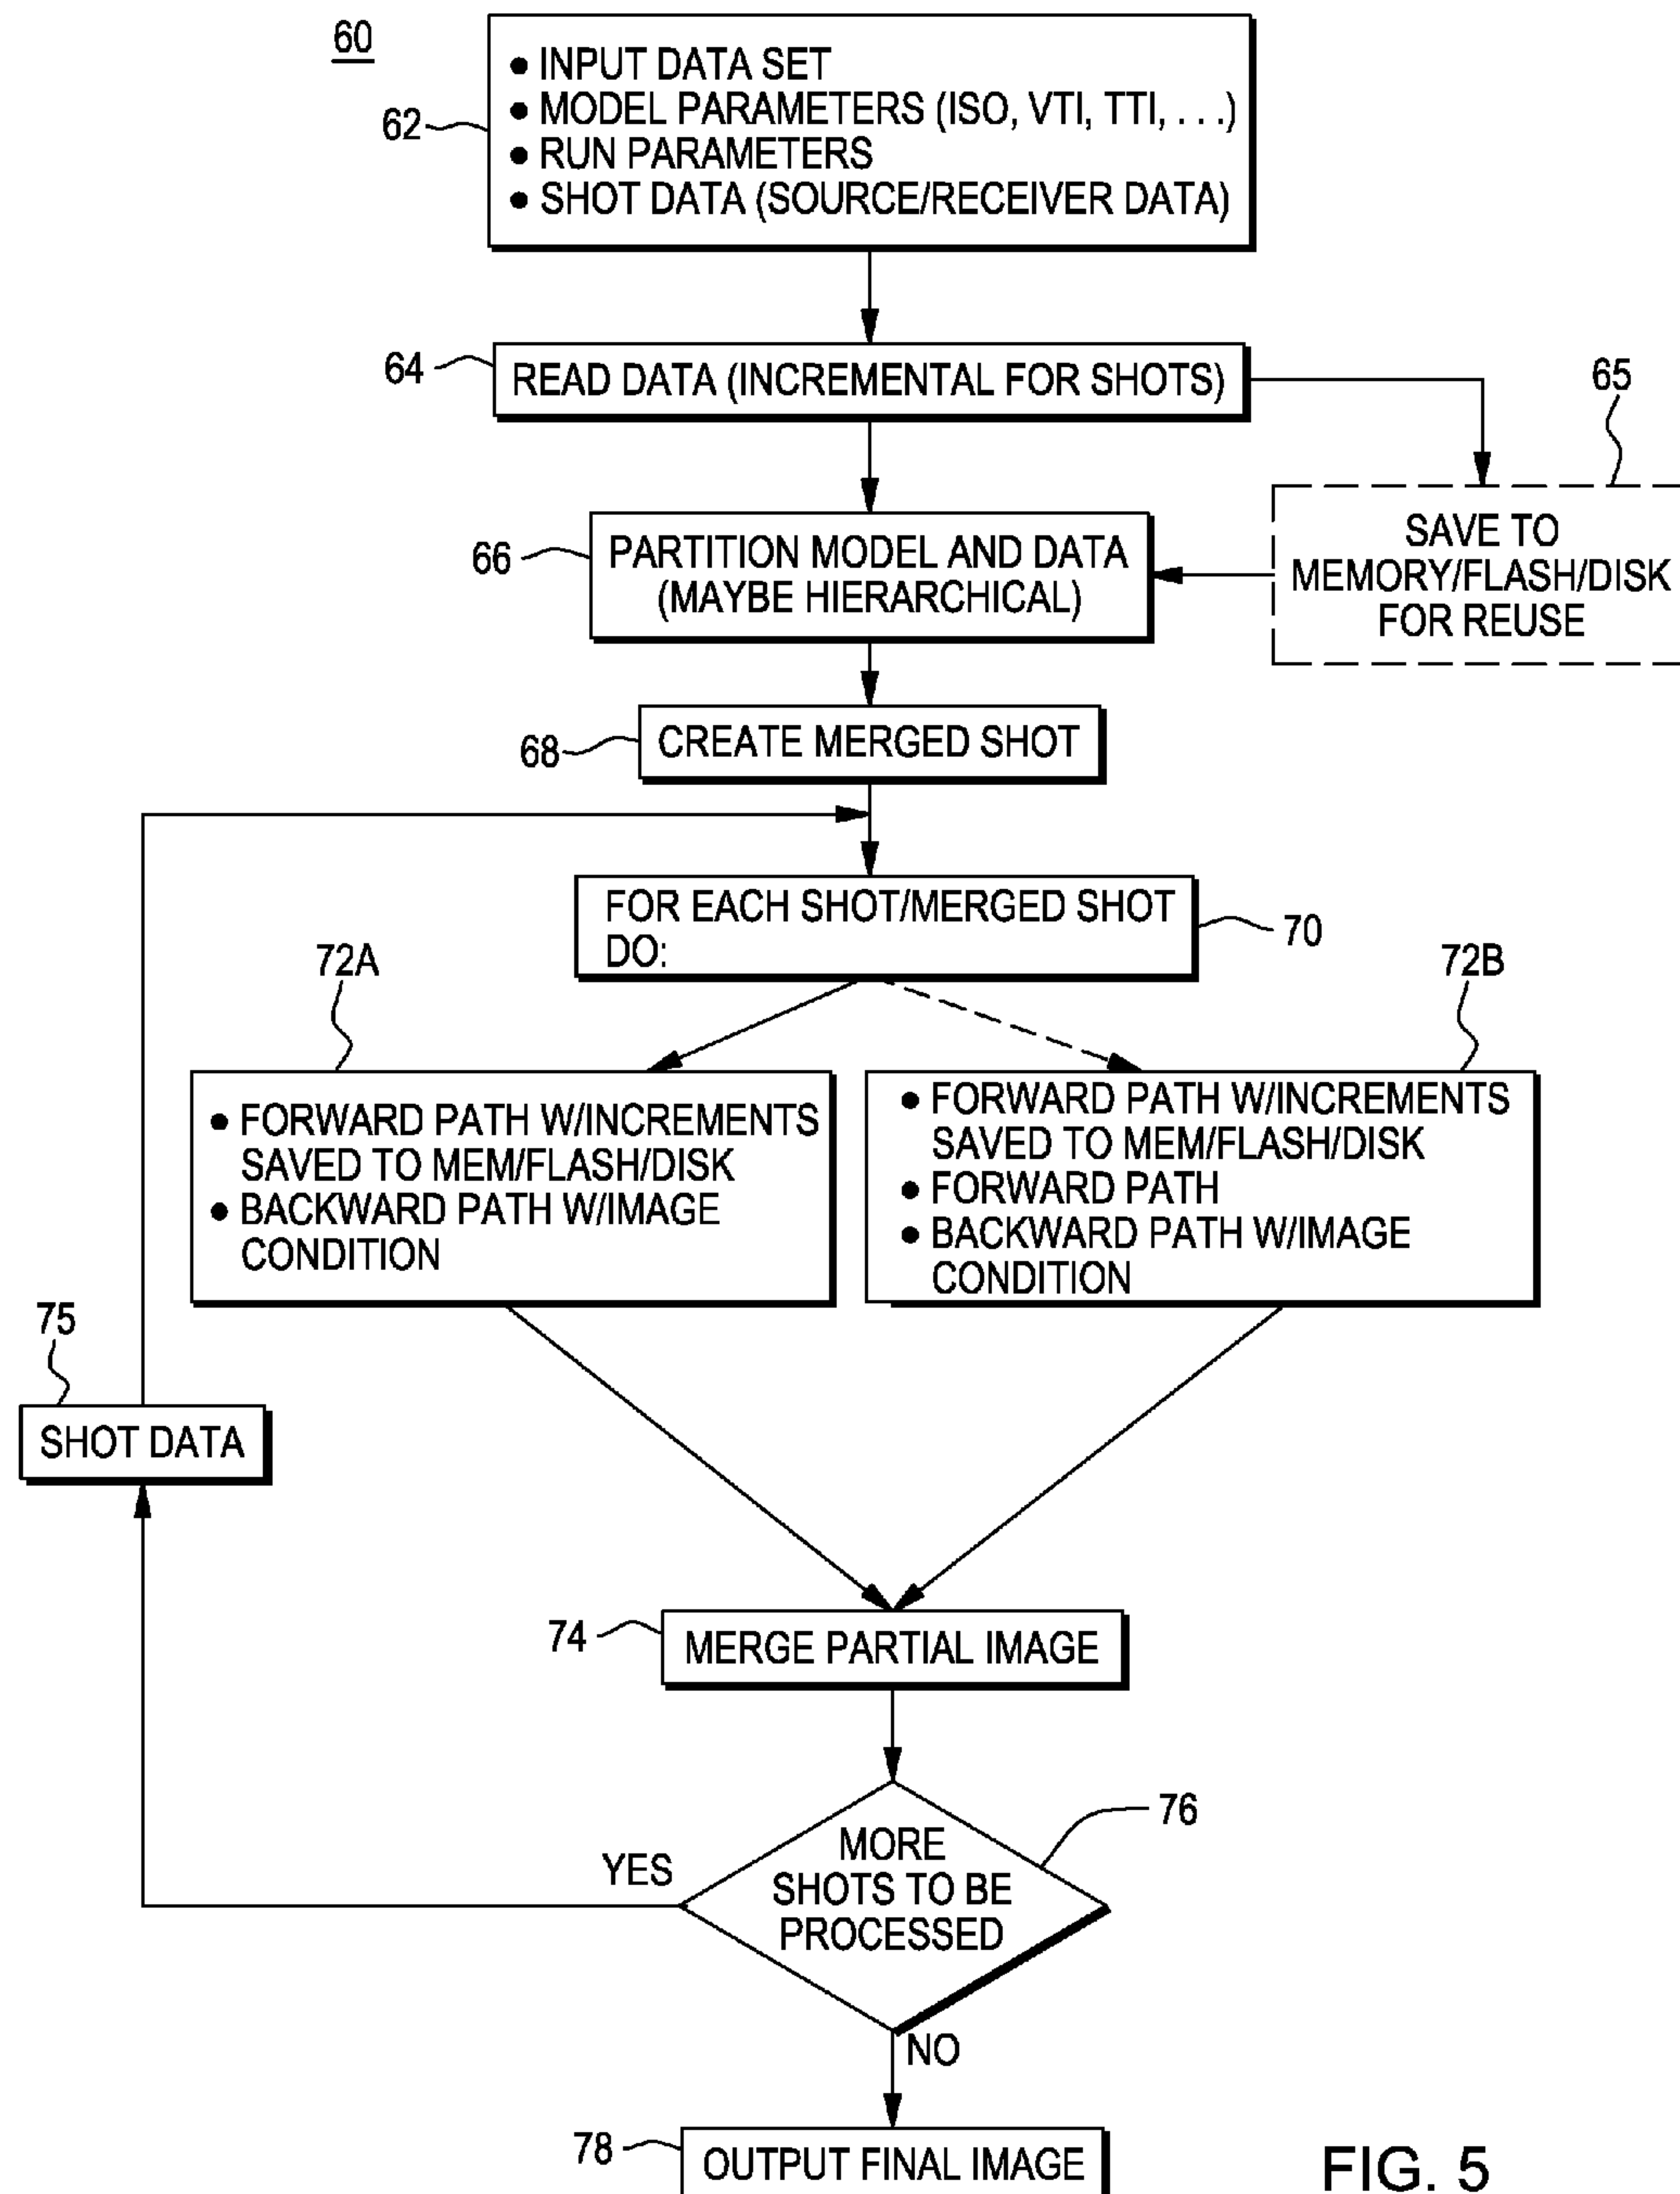 60
62
● INPUT DATA SET
● MODEL PARAMETERS (ISO, VTI, TTI, . . .)
● RUN PARAMETERS
● SHOT DATA (SOURCE/RECEIVER DATA)
64
READ DATA (INCREMENTAL FOR SHOTS)
65
SAVE TO
MEMORY/FLASH/DISK
FOR REUSE
66
PARTITION MODEL AND DATA
(MAYBE HIERARCHICAL)
68
CREATE MERGED SHOT
FOR EACH SHOT/MERGED SHOT
DO:
70
72A
72B
● FORWARD PATH W/INCREMENTS
SAVED TO MEM/FLASH/DISK
● BACKWARD PATH W/IMAGE
CONDITION
● FORWARD PATH W/INCREMENTS
SAVED TO MEM/FLASH/DISK
● FORWARD PATH
● BACKWARD PATH W/IMAGE
CONDITION
75
SHOT DATA
74
MERGE PARTIAL IMAGE
76
MORE
SHOTS TO BE
PROCESSED
YES
NO
78
OUTPUT FINAL IMAGE
FIG. 5